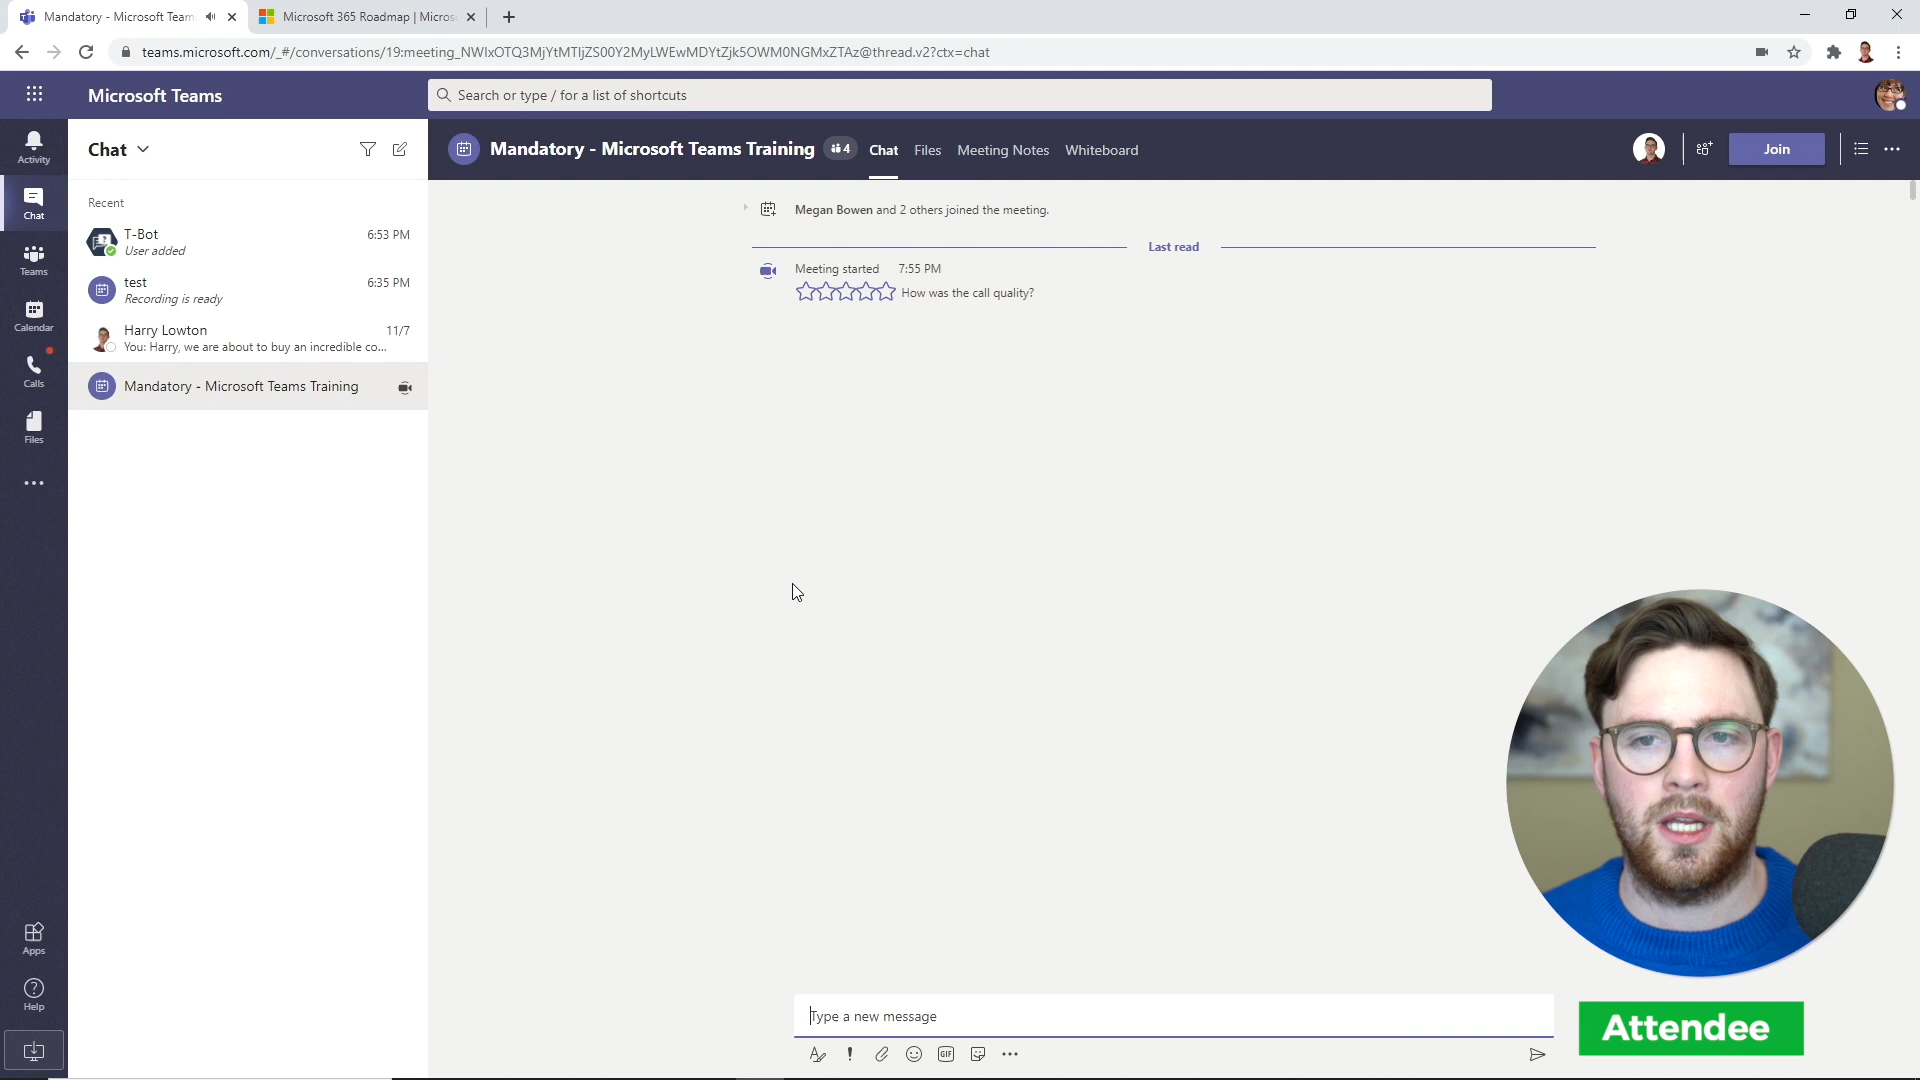 Mandatory - Microsoft Team
Microsoft 365 Roadmap | Micros
teams.microsoft.com/_#/conversations/19:meeting_NWIxOTQ3MjYtMTljZS00Y2MyLWEwMDYtZjk5OWM0NGMxZTAz@thread.v2?ctx=chat
Microsoft Teams
Search or type / for a list of shortcuts
Activity
Chat
Teams
Calendar
Calls
Files
Apps
Help
Chat
Recent
T-Bot 6:53 PM
User added
test 6:35 PM
Recording is ready
Harry Lowton 11/7
You: Harry, we are about to buy an incredible co...
Mandatory - Microsoft Teams Training
Mandatory - Microsoft Teams Training 4 Chat Files Meeting Notes Whiteboard Join
Megan Bowen and 2 others joined the meeting.
Last read
Meeting started 7:55 PM
How was the call quality?
Type a new message
GIF
Attendee